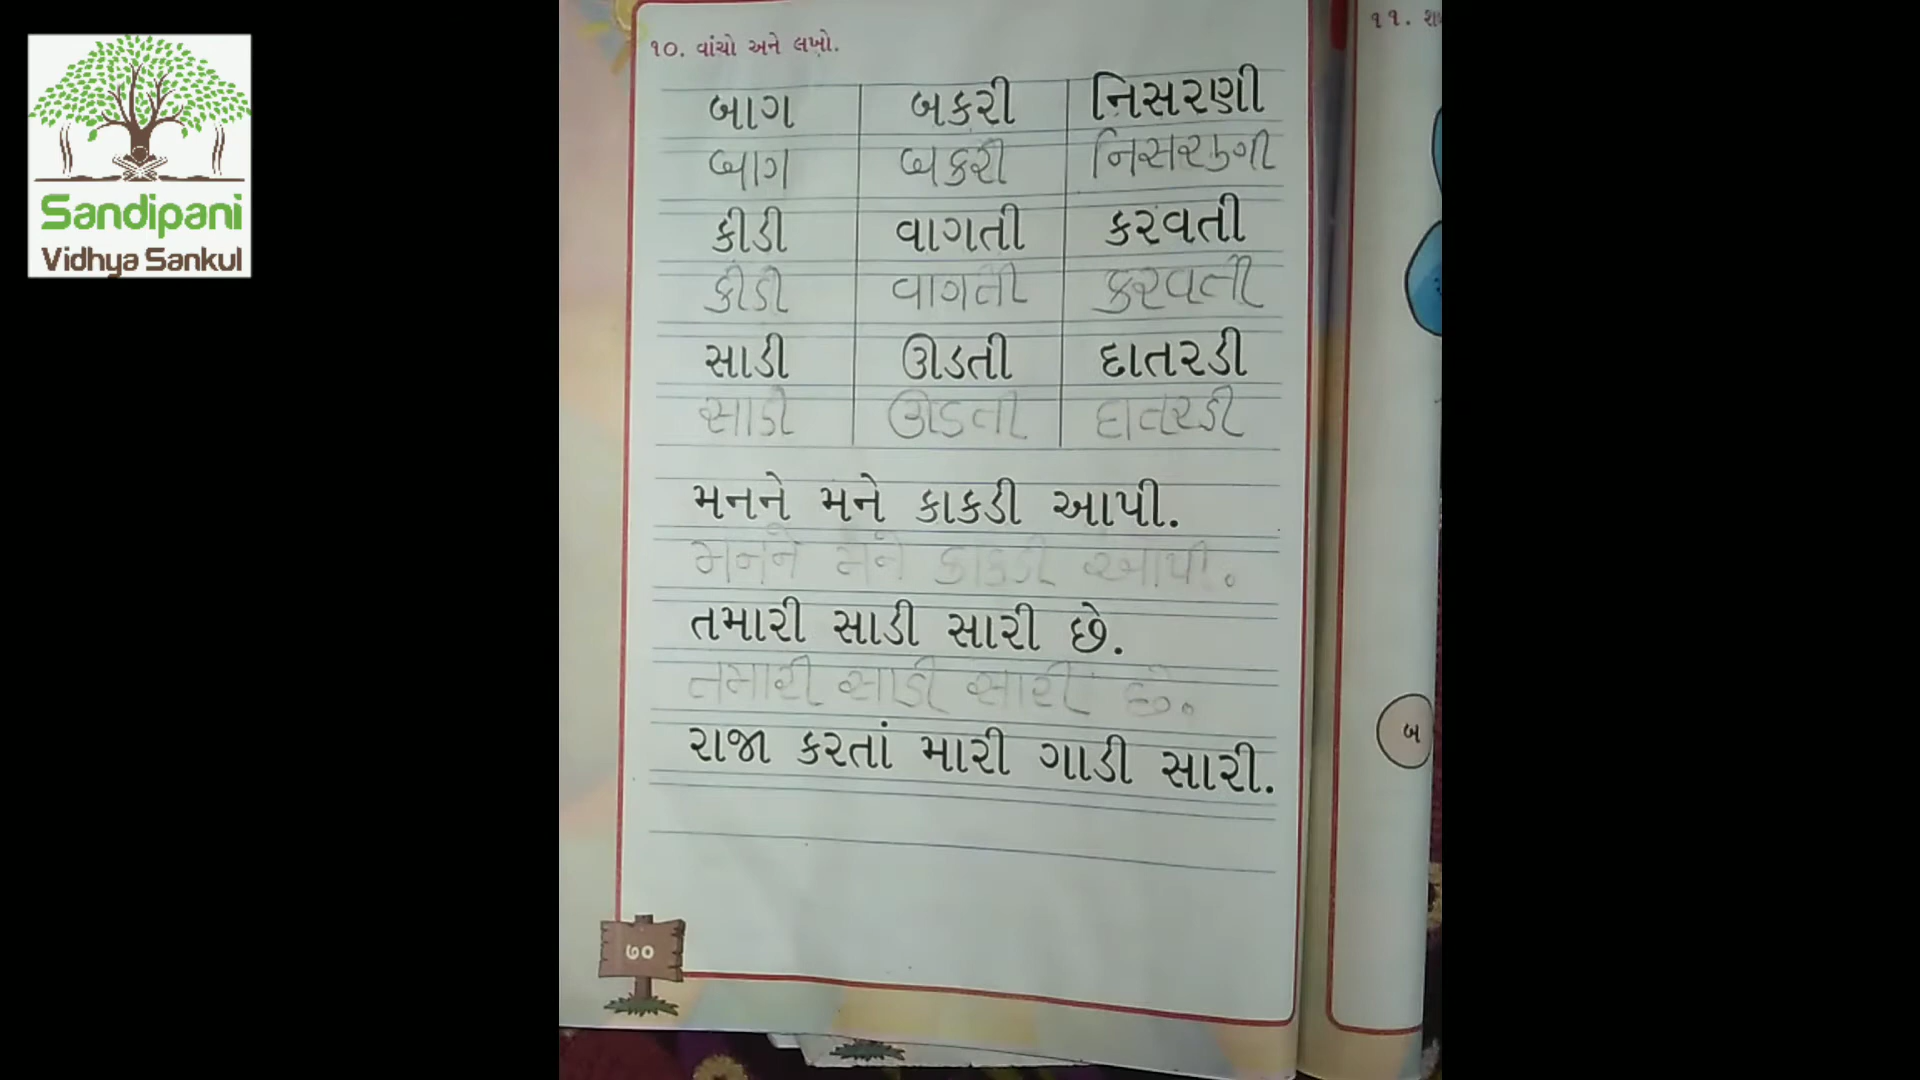 Sandipani
Vidhya Sankul
૧૦. વાંચો અને લખો.
બાગ બકરી નિસરણી
બાગ બકરી નિસરણી
કીડી વાગતી કરવતી
કીડી વાગતી કરવતી
સાડી ઊડતી દાતરડી
સાડી ઊડતી દાતરડી
મનને મને કાકડી આપી.
મનને મને કાકડી આપી.
તમારી સાડી સારી છે.
તમારી સાડી સારી છે.
રાજા કરતાં મારી ગાડી સારી.
૭૦
૧૧.
બ